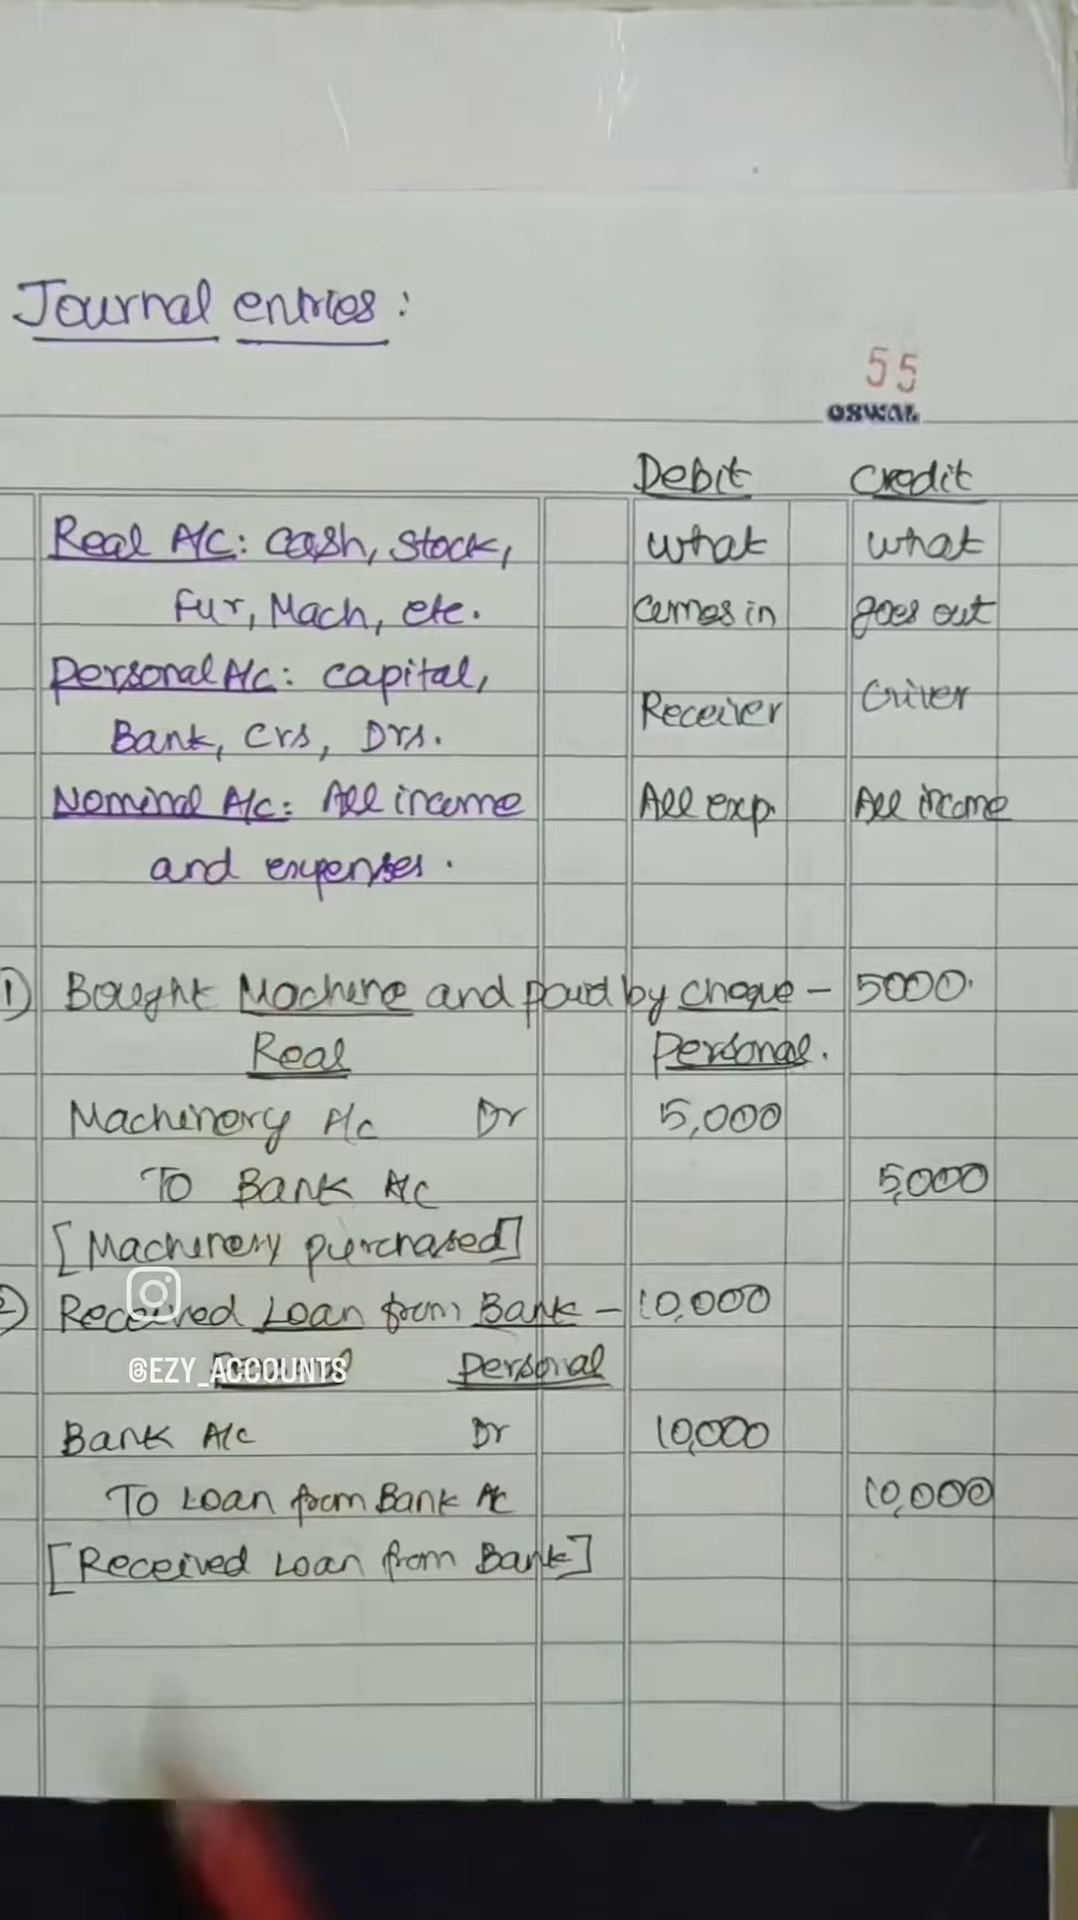 Journal entries:
55
OSWAL
Debit Credit
Real A/c: cash, stock, what what
Fur, Mach, etc. comes in goes out
Personal A/c: capital, Receiver Giver
Bank, Crs, Drs.
Nominal A/c: All income All exp. All income
and expenses.
1) Bought Machine and paid by cheque - 5000.
Real Personal.
Machinery A/c Dr 5,000
To Bank A/c 5,000
[Machinery purchased]
2) Received Loan from Bank - 10,000
@EZY_ACCOUNTS Personal
Bank A/c Dr 10,000
To Loan from Bank A/c 10,000
[Received Loan from Bank]